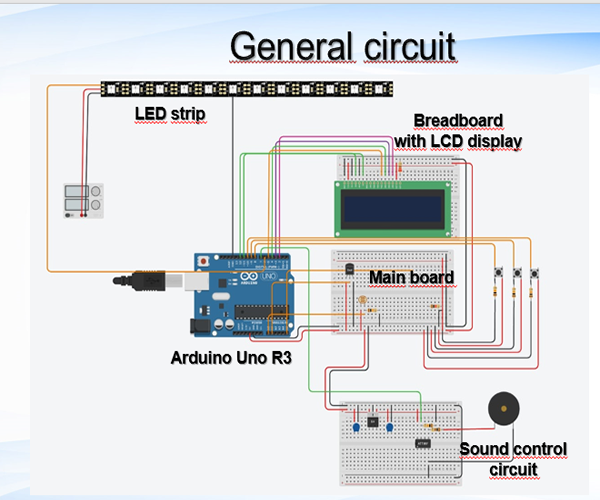 General circuit
LED strip
Breadboard
with LCD display
Main board
UNO
Arduino Uno R3
Sound control
circuit